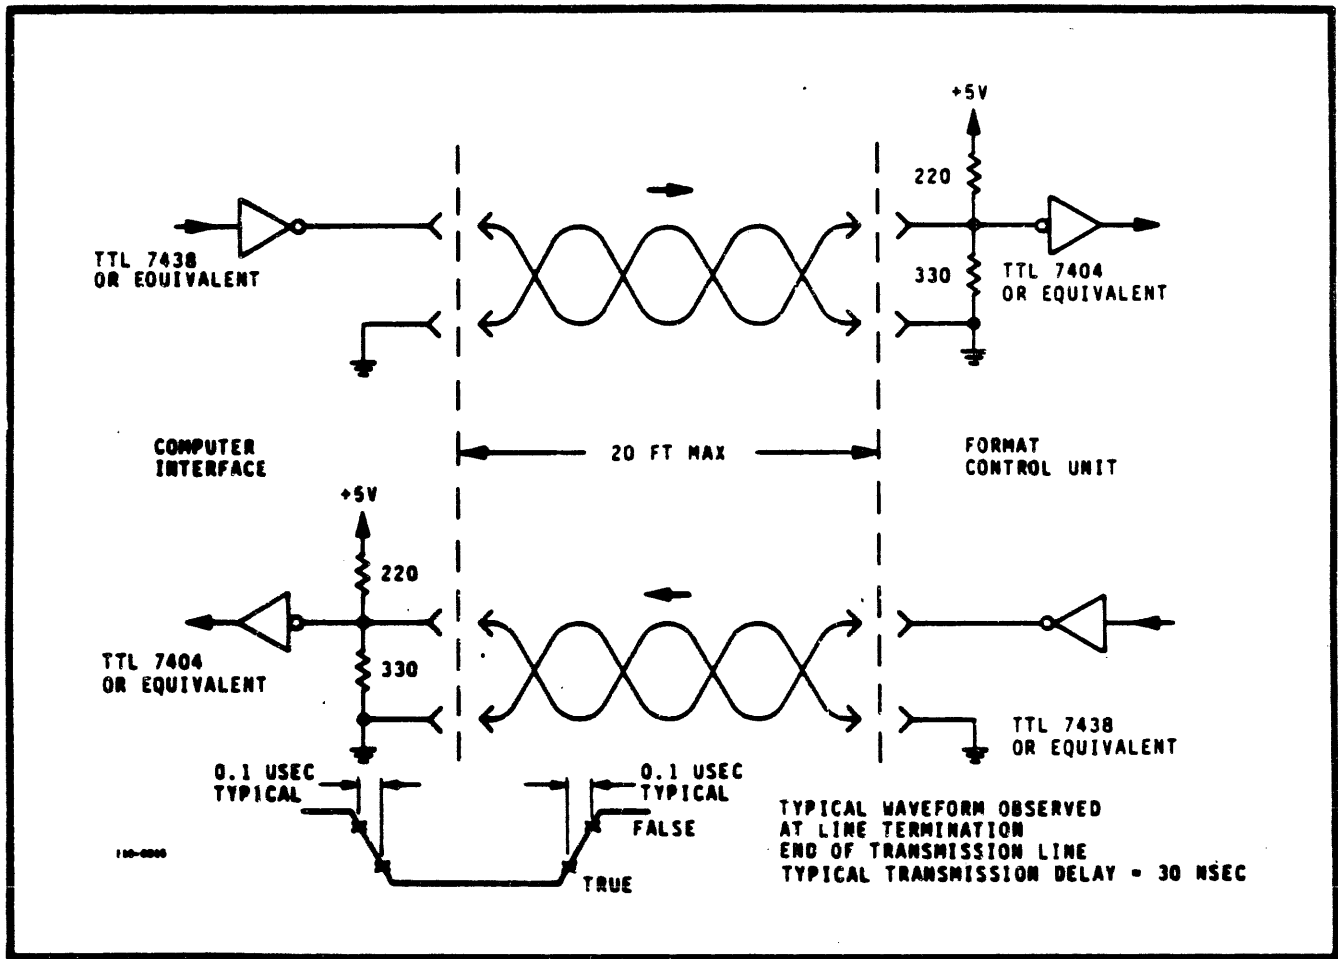 +5V
220
TTL 7438
OR EQUIVALENT
330
TTL 7404
OR EQUIVALENT
COMPUTER
INTERFACE
20 FT MAX
FORMAT
CONTROL UNIT
+5V
220
TTL 7404
OR EQUIVALENT
330
TTL 7438
OR EQUIVALENT
0.1 USEC
TYPICAL
0.1 USEC
TYPICAL
FALSE
TRUE
TYPICAL WAVEFORM OBSERVED
AT LINE TERMINATION
END OF TRANSMISSION LINE
TYPICAL TRANSMISSION DELAY = 30 NSEC